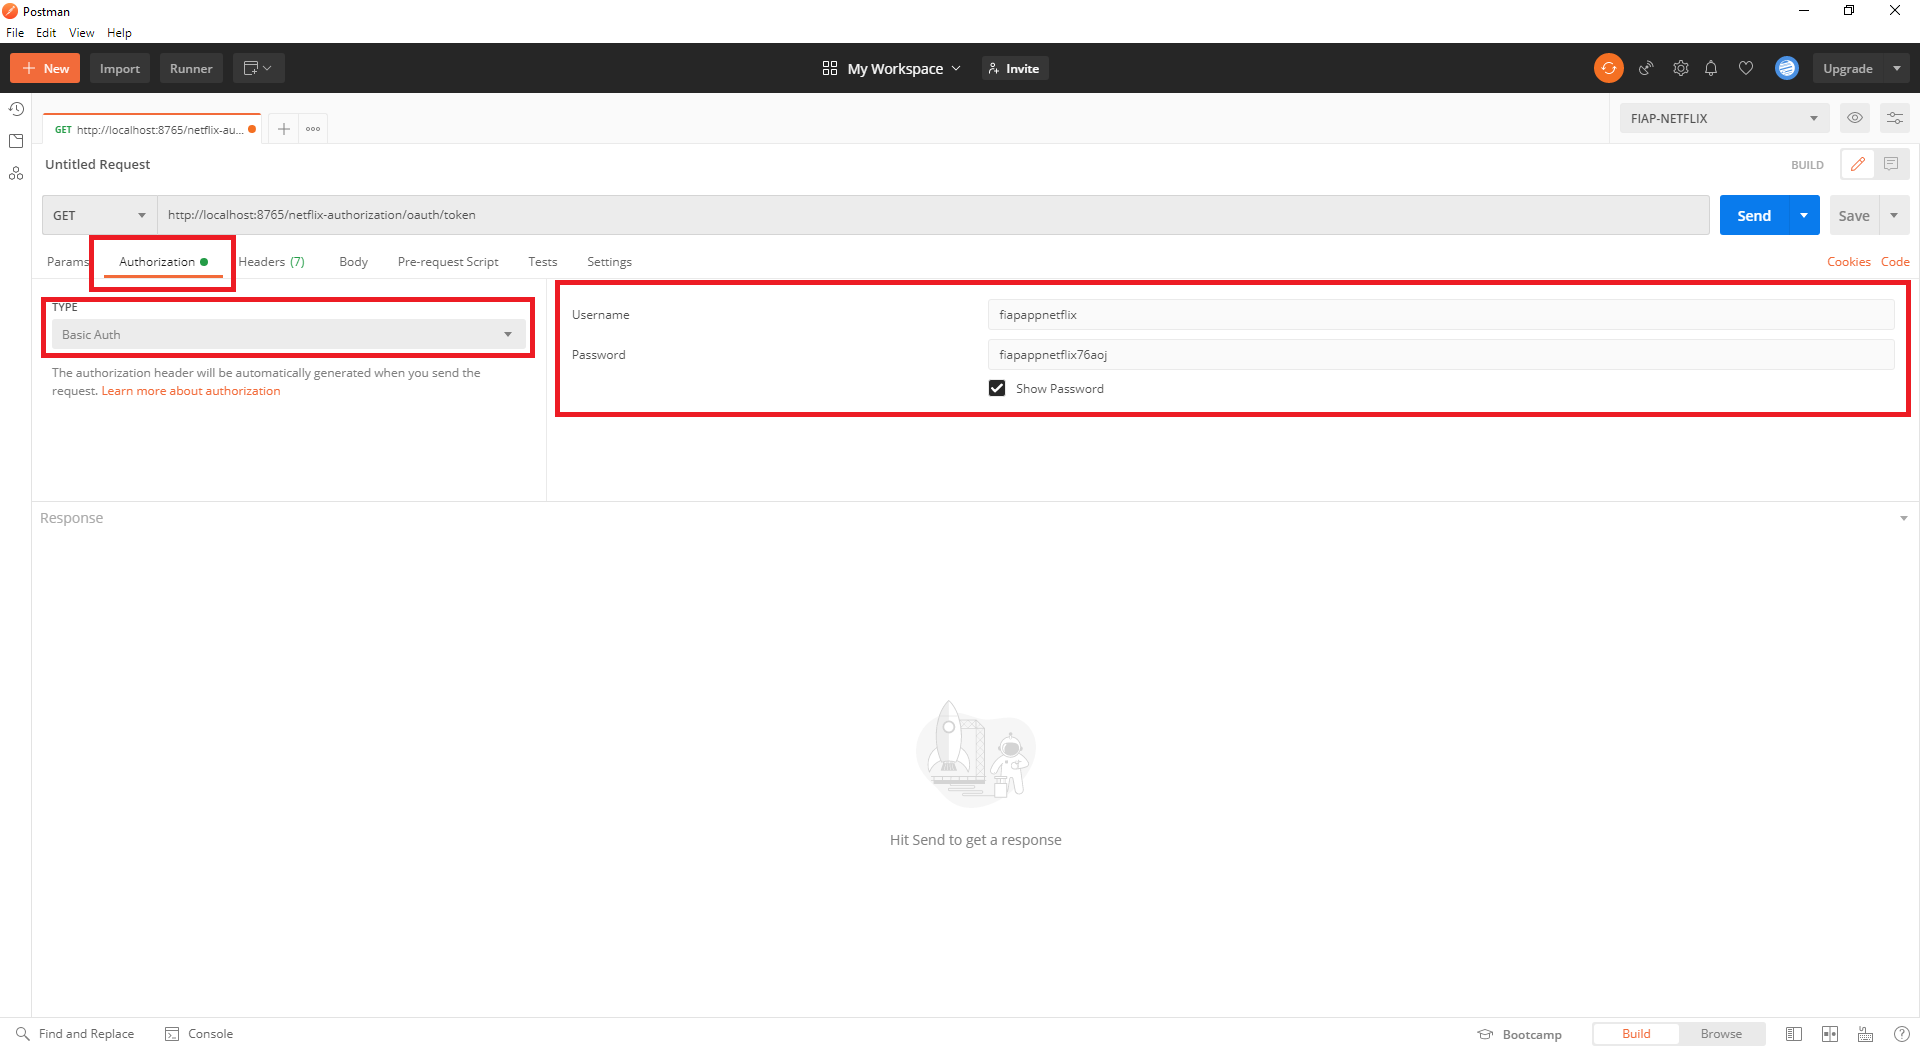 Postman
File Edit View Help
New Import Runner My Workspace Invite Upgrade
GET http://localhost:8765/netflix-au... FIAP-NETFLIX
Untitled Request BUILD
GET http://localhost:8765/netflix-authorization/oauth/token Send Save
Params Authorization Headers (7) Body Pre-request Script Tests Settings Cookies Code
TYPE
Basic Auth
The authorization header will be automatically generated when you send the
request. Learn more about authorization
Username fiapappnetflix
Password fiapappnetflix76aoj
Show Password
Response
Hit Send to get a response
Find and Replace Console Bootcamp Build Browse